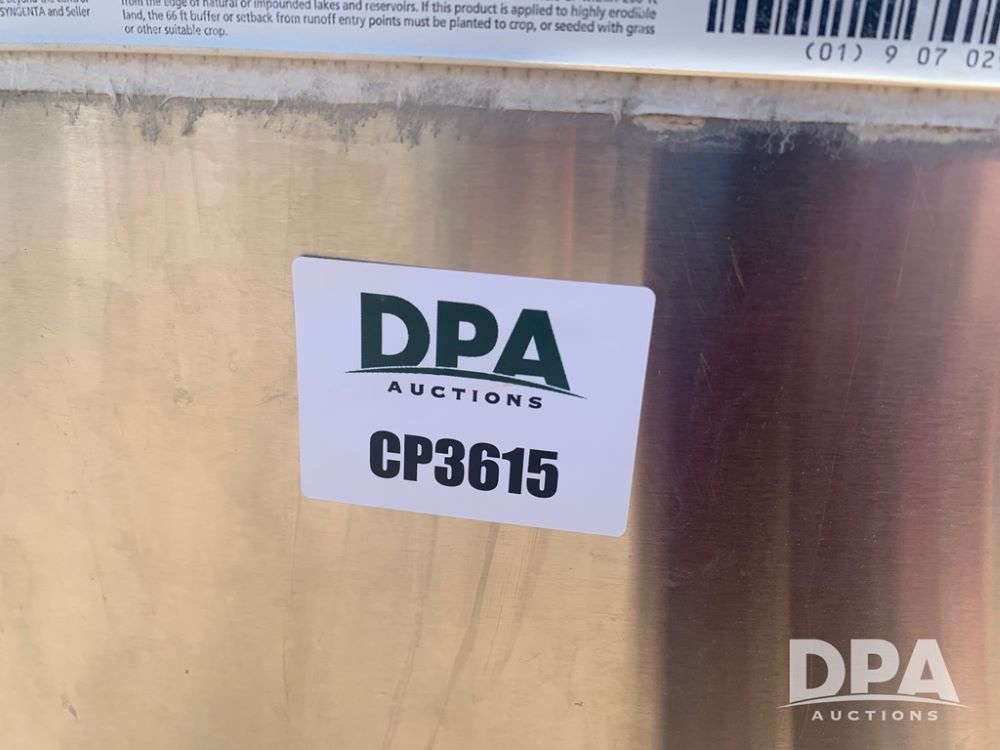 SYNGENTA and Seller
from the edge of natural or impounded lakes and reservoirs. If this product is applied to highly erodible
land, the 66 ft buffer or setback from runoff entry points must be planted to crop, or seeded with grass
or other suitable crop.
(01) 9 07 02
DPA
AUCTIONS
CP3615
DPA
AUCTIONS